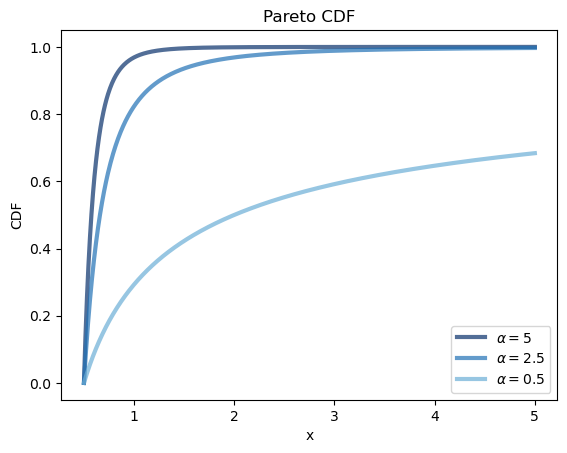 Pareto CDF
1.0
0.8
0.6
0.4
0.2
0.0
CDF
1 2 3 4 5
x
α = 5
α = 2.5
α = 0.5